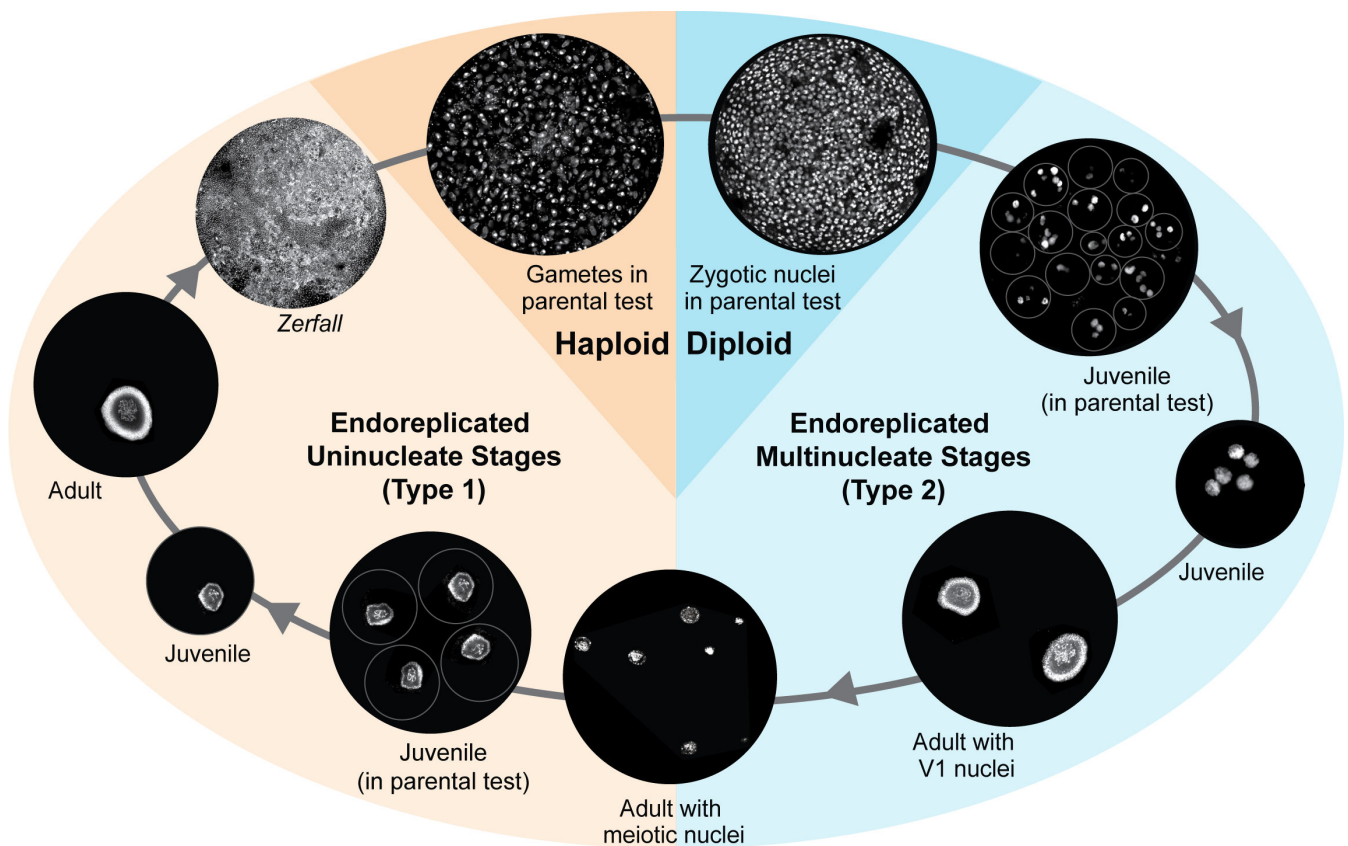 Gametes in
parental test
Zygotic nuclei
in parental test
Zerfall
Haploid
Diploid
Juvenile
(in parental test)
Endoreplicated
Uninucleate Stages
(Type 1)
Endoreplicated
Multinucleate Stages
(Type 2)
Adult
Juvenile
Juvenile
Juvenile
(in parental test)
Adult with
V1 nuclei
Adult with
meiotic nuclei